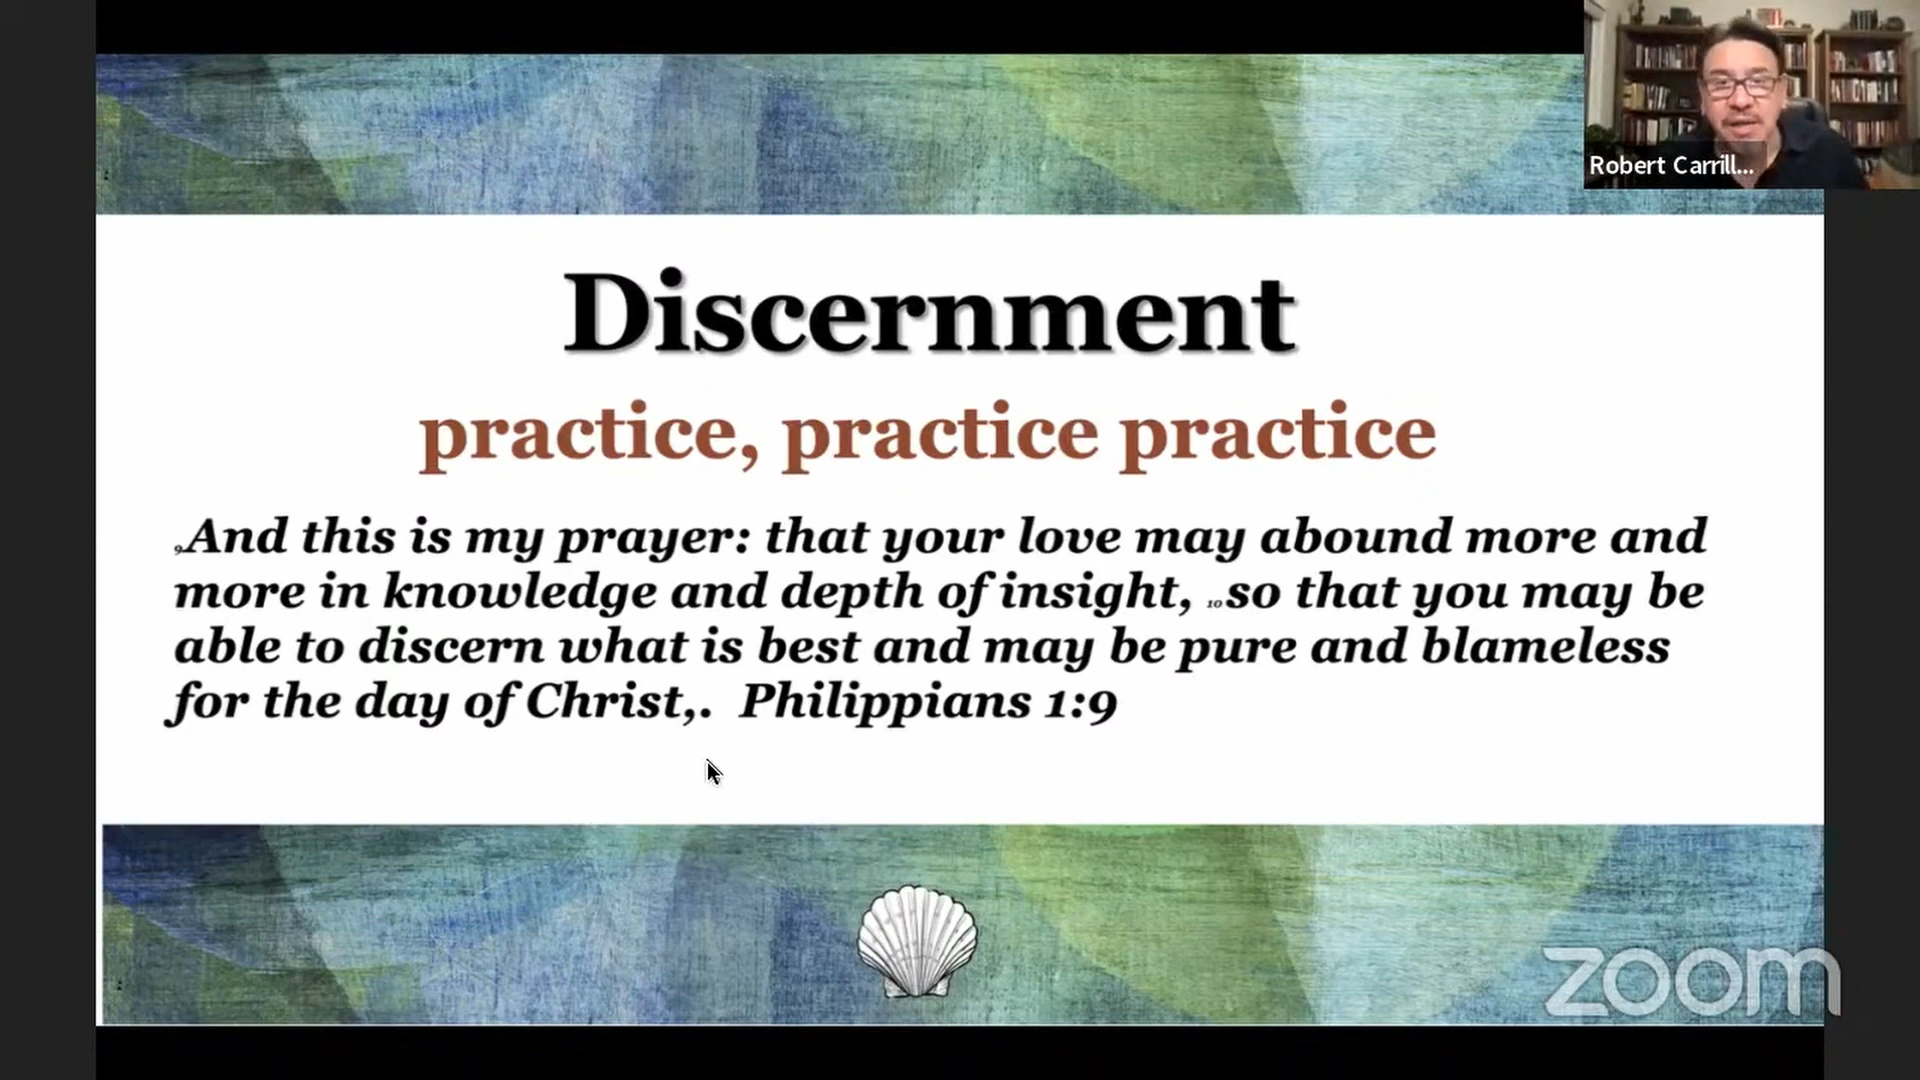 Robert Carrill...
Discernment
practice, practice practice
9And this is my prayer: that your love may abound more and
more in knowledge and depth of insight, 10so that you may be
able to discern what is best and may be pure and blameless
for the day of Christ,. Philippians 1:9
zoom